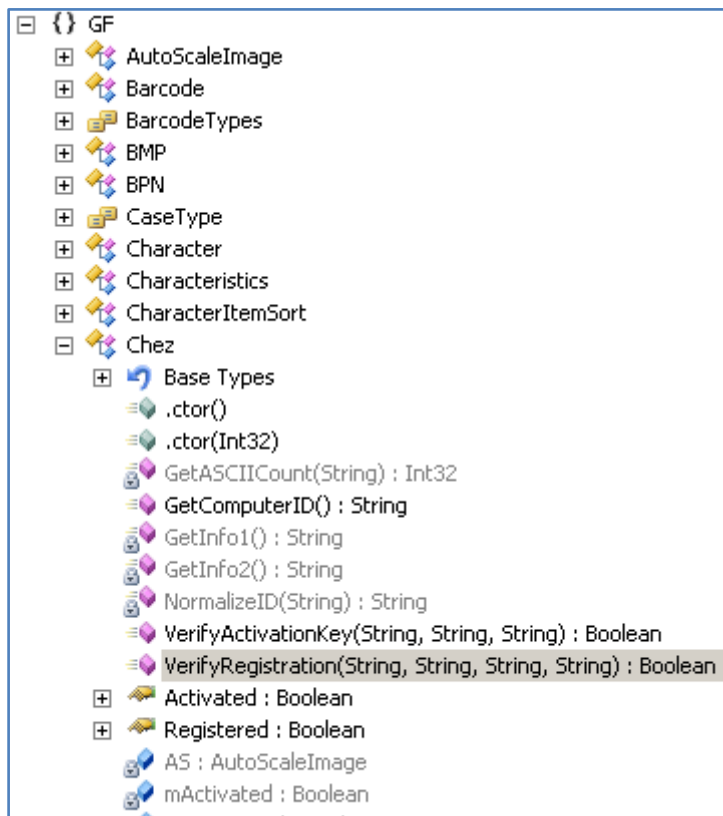 {} GF
AutoScaleImage
Barcode
BarcodeTypes
BMP
BPN
CaseType
Character
Characteristics
CharacterItemSort
Chez
Base Types
.ctor()
.ctor(Int32)
GetASCIICount(String) : Int32
GetComputerID() : String
GetInfo1() : String
GetInfo2() : String
NormalizeID(String) : String
VerifyActivationKey(String, String, String) : Boolean
VerifyRegistration(String, String, String, String) : Boolean
Activated : Boolean
Registered : Boolean
AS : AutoScaleImage
mActivated : Boolean